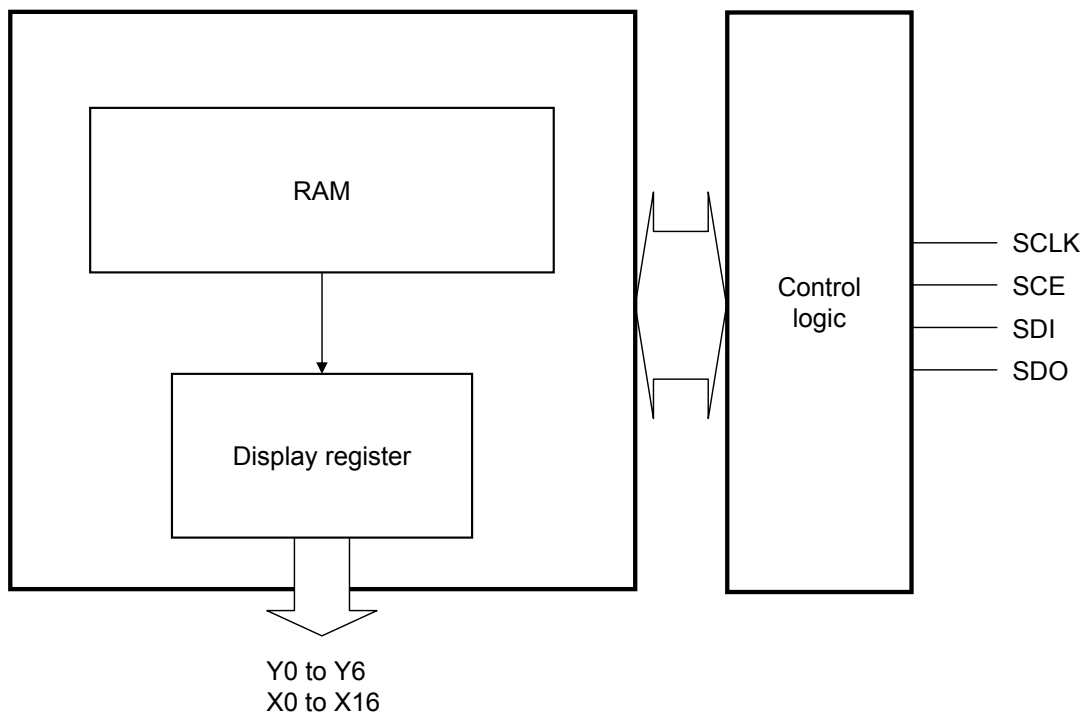 RAM
Display register
Y0 to Y6
X0 to X16
Control
logic
SCLK
SCE
SDI
SDO